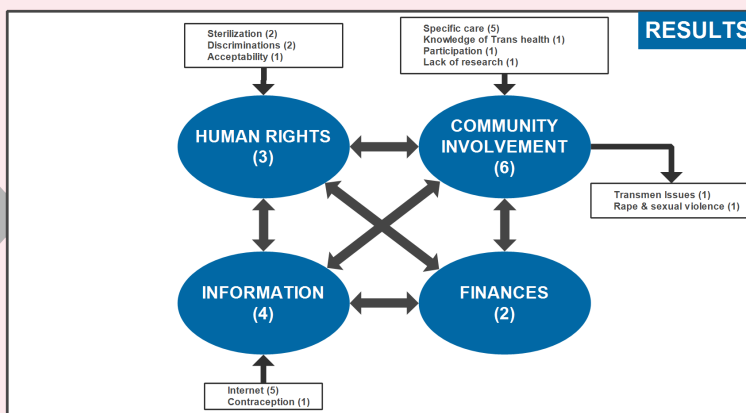 Sterilization (2)
Discriminations (2)
Acceptability (1)
Specific care (5)
Knowledge of Trans health (1)
Participation (1)
Lack of research (1)
RESULTS
HUMAN RIGHTS
(3)
COMMUNITY
INVOLVEMENT
(6)
Transmen Issues (1)
Rape & sexual violence (1)
INFORMATION
(4)
FINANCES
(2)
Internet (5)
Contraception (1)